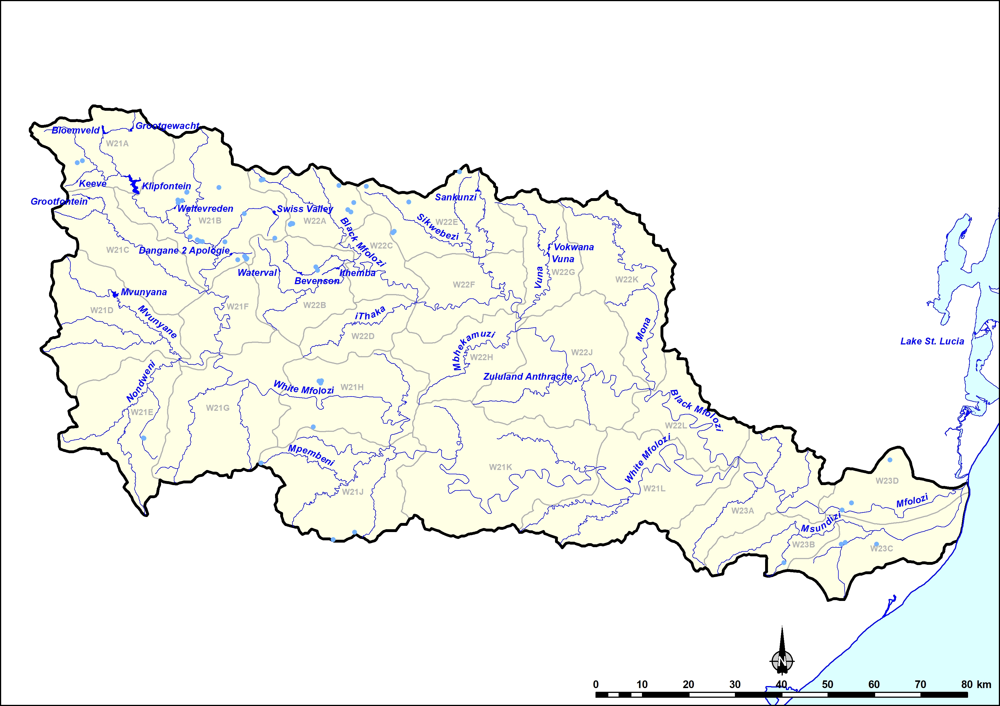 Grootgewacht
Bloemveld
W21A
Keeve
Klipfontein
Grootfontein
Sankunzi
Weltevreden
Swiss Valley
W21B
W22A
Black Mfolozi
Sikwebezi
W22E
W22C
W21C
Dangane 2 Apologie
Vokwana
Vuna
Waterval
Ithemba
Bevenson
Vuna
W22G
W22K
W22F
Mvunyana
W21D
Mvunyane
W21F
W22B
iThaka
W22D
Mona
Mbhekamuzi
W22H
W22J
Lake St. Lucia
Zululand Anthracite
Nondweni
White Mfolozi
W21H
W21E
W21G
Black Mfolozi
W22L
White Mfolozi
Mpembeni
W21K
W21J
W21L
W23D
Mfolozi
W23A
Msundizi
W23B
W23C
N
0 10 20 30 40 50 60 70 80 km